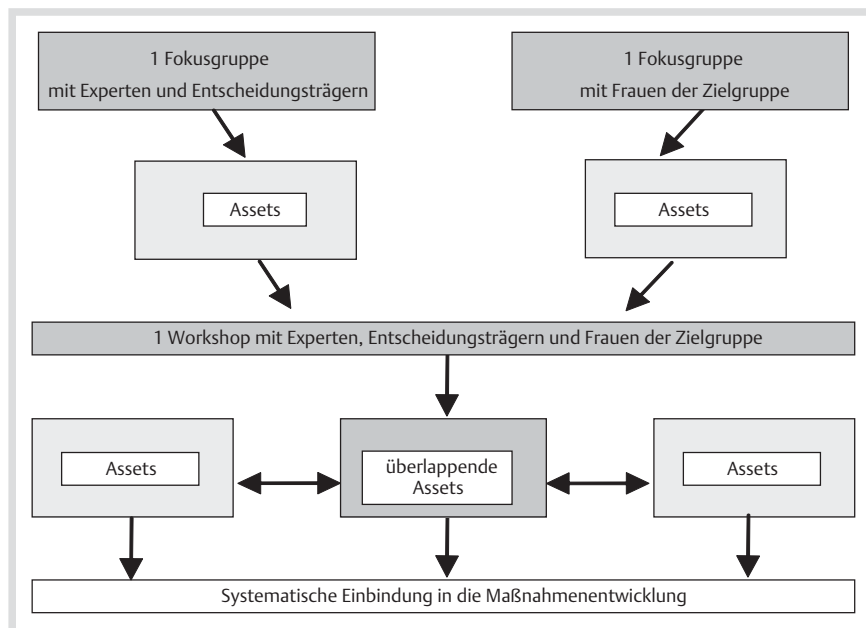 1 Fokusgruppe
mit Experten und Entscheidungsträgern
1 Fokusgruppe
mit Frauen der Zielgruppe
Assets
Assets
1 Workshop mit Experten, Entscheidungsträgern und Frauen der Zielgruppe
Assets
überlappende
Assets
Assets
Systematische Einbindung in die Maßnahmenentwicklung